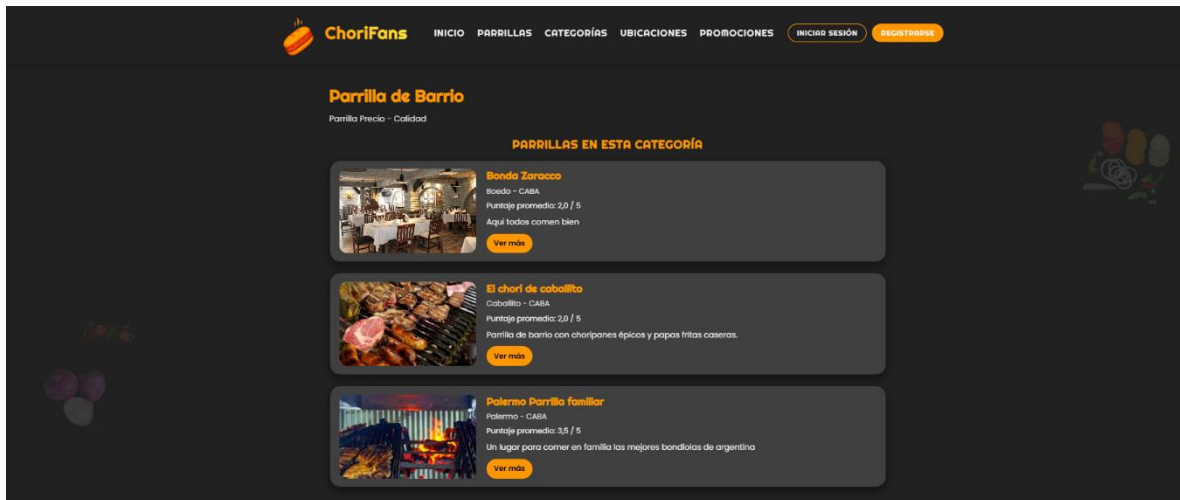 ChoriFans
INICIO PARRILLAS CATEGORÍAS UBICACIONES PROMOCIONES INICIAR SESIÓN REGISTRARSE
Parrilla de Barrio
Parrilla Precio - Calidad
PARRILLAS EN ESTA CATEGORÍA
Bonda Zaracco
Boedo - CABA
Puntaje promedio: 2,0 / 5
Aqui todos comen bien
Ver más
El chori de caballito
Caballito - CABA
Puntaje promedio: 2,0 / 5
Parrilla de barrio con choripanes épicos y papas fritas caseras.
Ver más
Palermo Parrilla familiar
Palermo - CABA
Puntaje promedio: 3,5 / 5
Un lugar para comer en familia las mejores bondiolas de argentina
Ver más